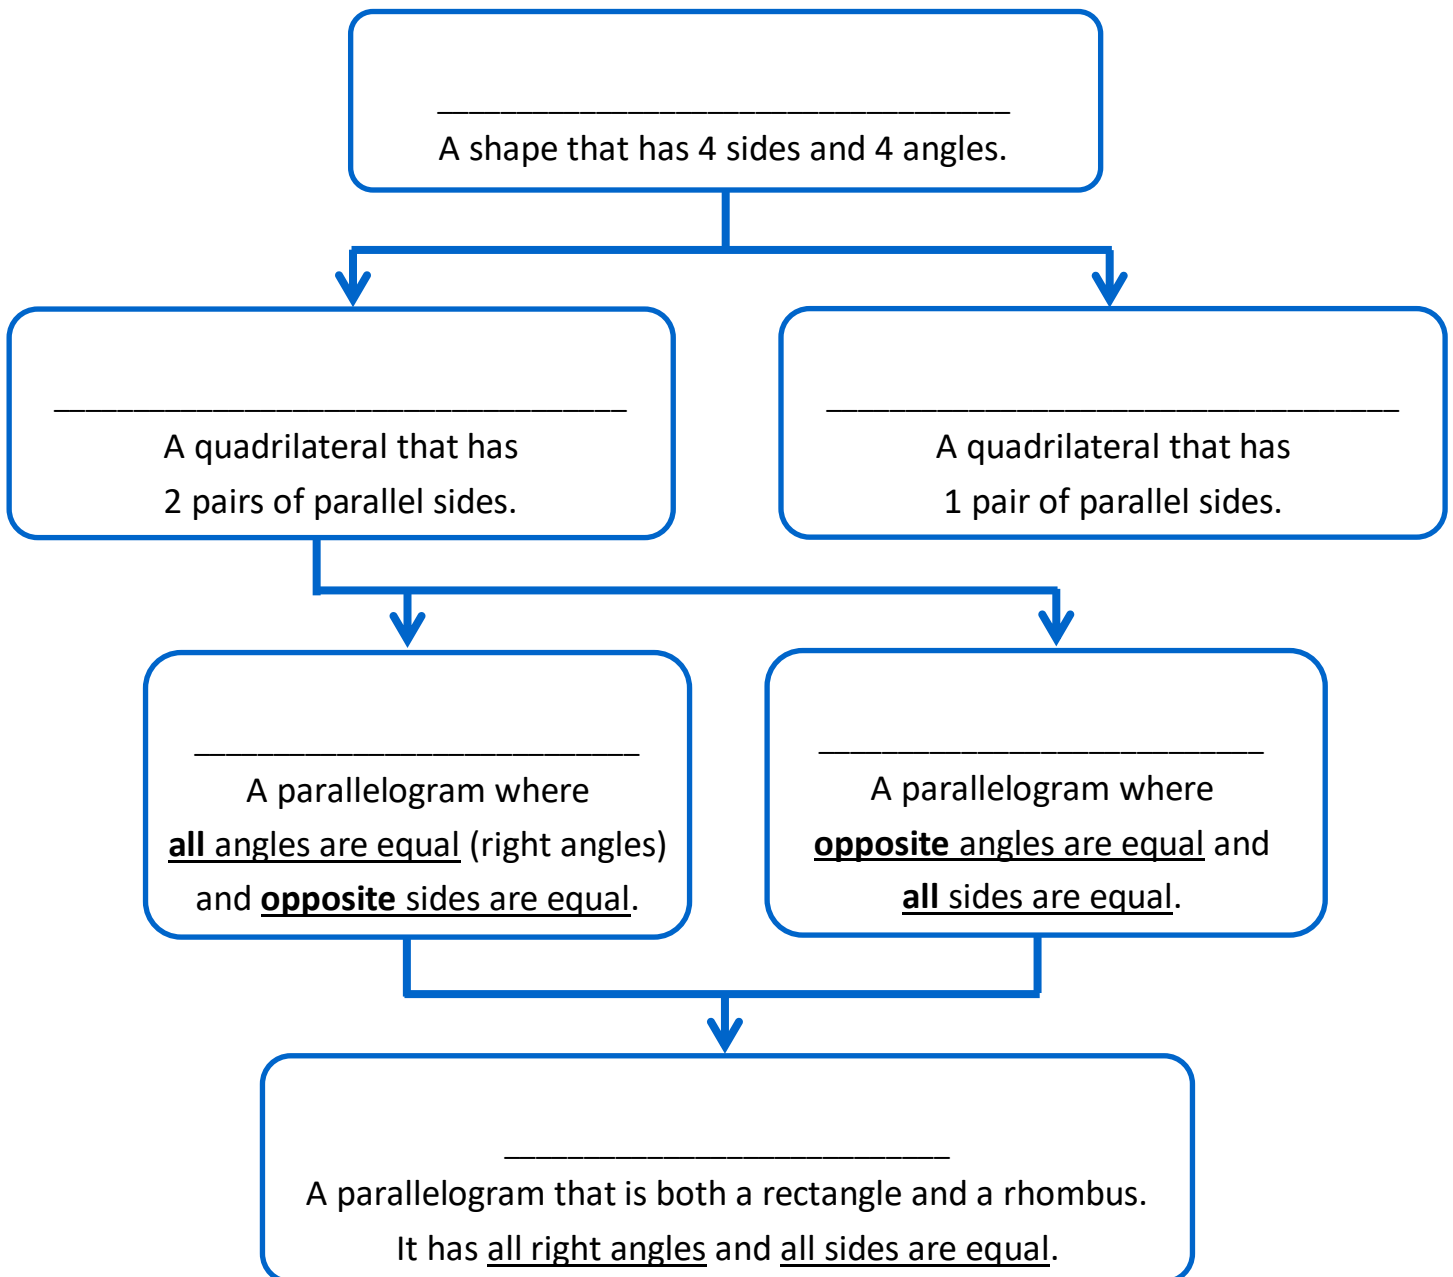 A shape that has 4 sides and 4 angles.
A quadrilateral that has
2 pairs of parallel sides.
A quadrilateral that has
1 pair of parallel sides.
A parallelogram where
all angles are equal (right angles)
and opposite sides are equal.
A parallelogram where
opposite angles are equal and
all sides are equal.
A parallelogram that is both a rectangle and a rhombus.
It has all right angles and all sides are equal.